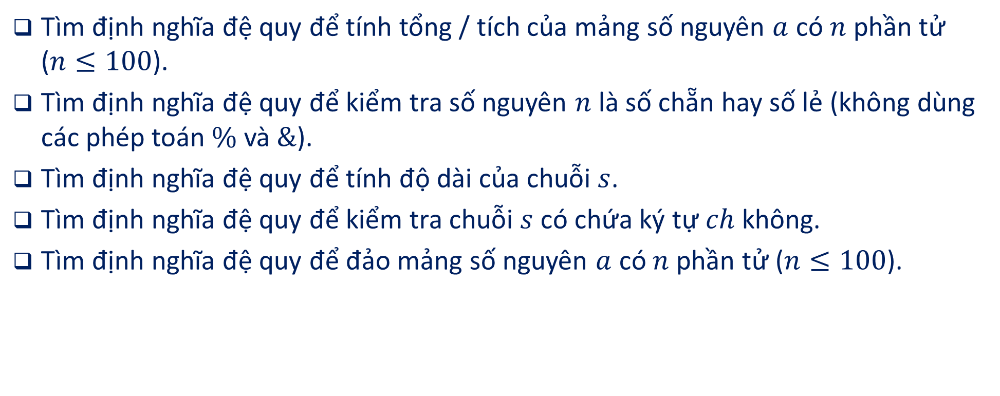 ❑ Tìm định nghĩa đệ quy để tính tổng / tích của mảng số nguyên a có n phần tử
(n ≤ 100).
❑ Tìm định nghĩa đệ quy để kiểm tra số nguyên n là số chẵn hay số lẻ (không dùng
các phép toán % và &).
❑ Tìm định nghĩa đệ quy để tính độ dài của chuỗi s.
❑ Tìm định nghĩa đệ quy để kiểm tra chuỗi s có chứa ký tự ch không.
❑ Tìm định nghĩa đệ quy để đảo mảng số nguyên a có n phần tử (n ≤ 100).